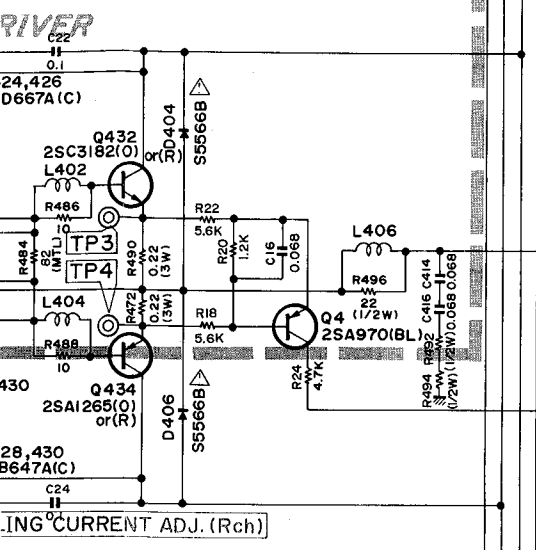 RIVER
C22
0.1
24,426
D667A(C)
Q432
2SC3182(O)
or(R)
D404
S5566B
L402
R486
10
TP3
R484
82
(MTL)
R490
0.22
(3W)
R22
5.6K
R20
1.2K
C16
0.068
L406
R496
22
(1/2W)
C414
0.068
C416
0.068
R492
(1/2W)
R494
(1/2W)
TP4
L404
R472
0.22
(3W)
R18
5.6K
Q4
2SA970(BL)
R488
10
R24
4.7K
430
Q434
2SA1265(O)
or(R)
D406
S5566B
28,430
B647A(C)
C24
0.1
LING CURRENT ADJ.(Rch)